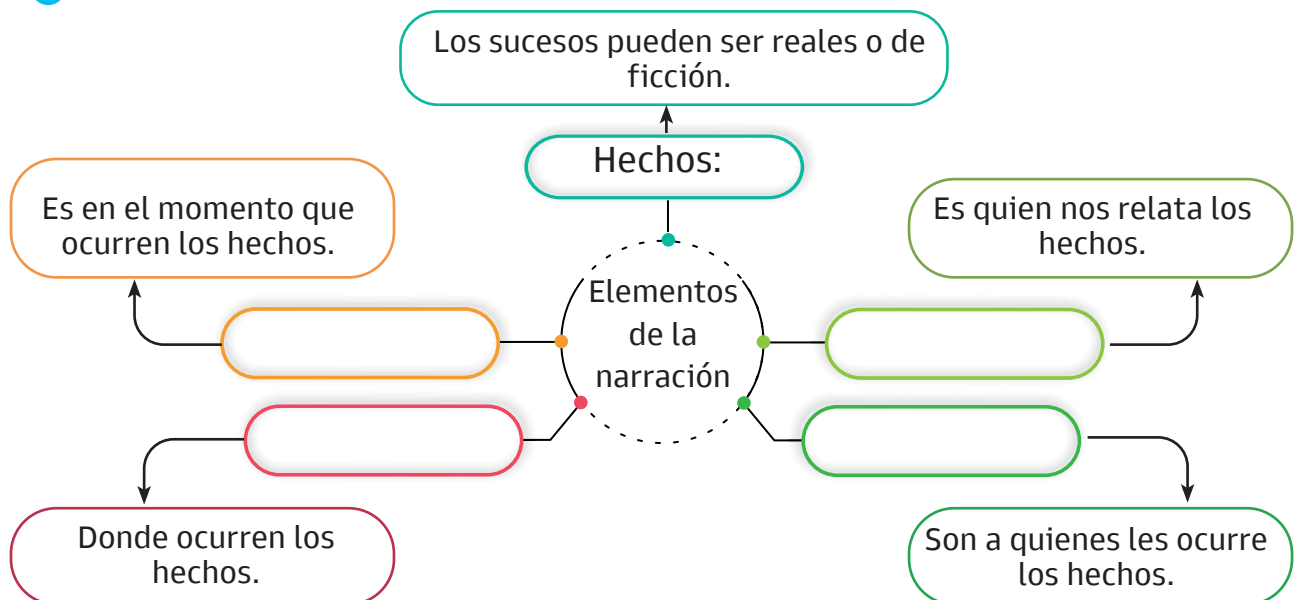 Los sucesos pueden ser reales o de
ficción.
Hechos:
Es en el momento que
ocurren los hechos.
Es quien nos relata los
hechos.
Elementos
de la
narración
Donde ocurren los
hechos.
Son a quienes les ocurre
los hechos.